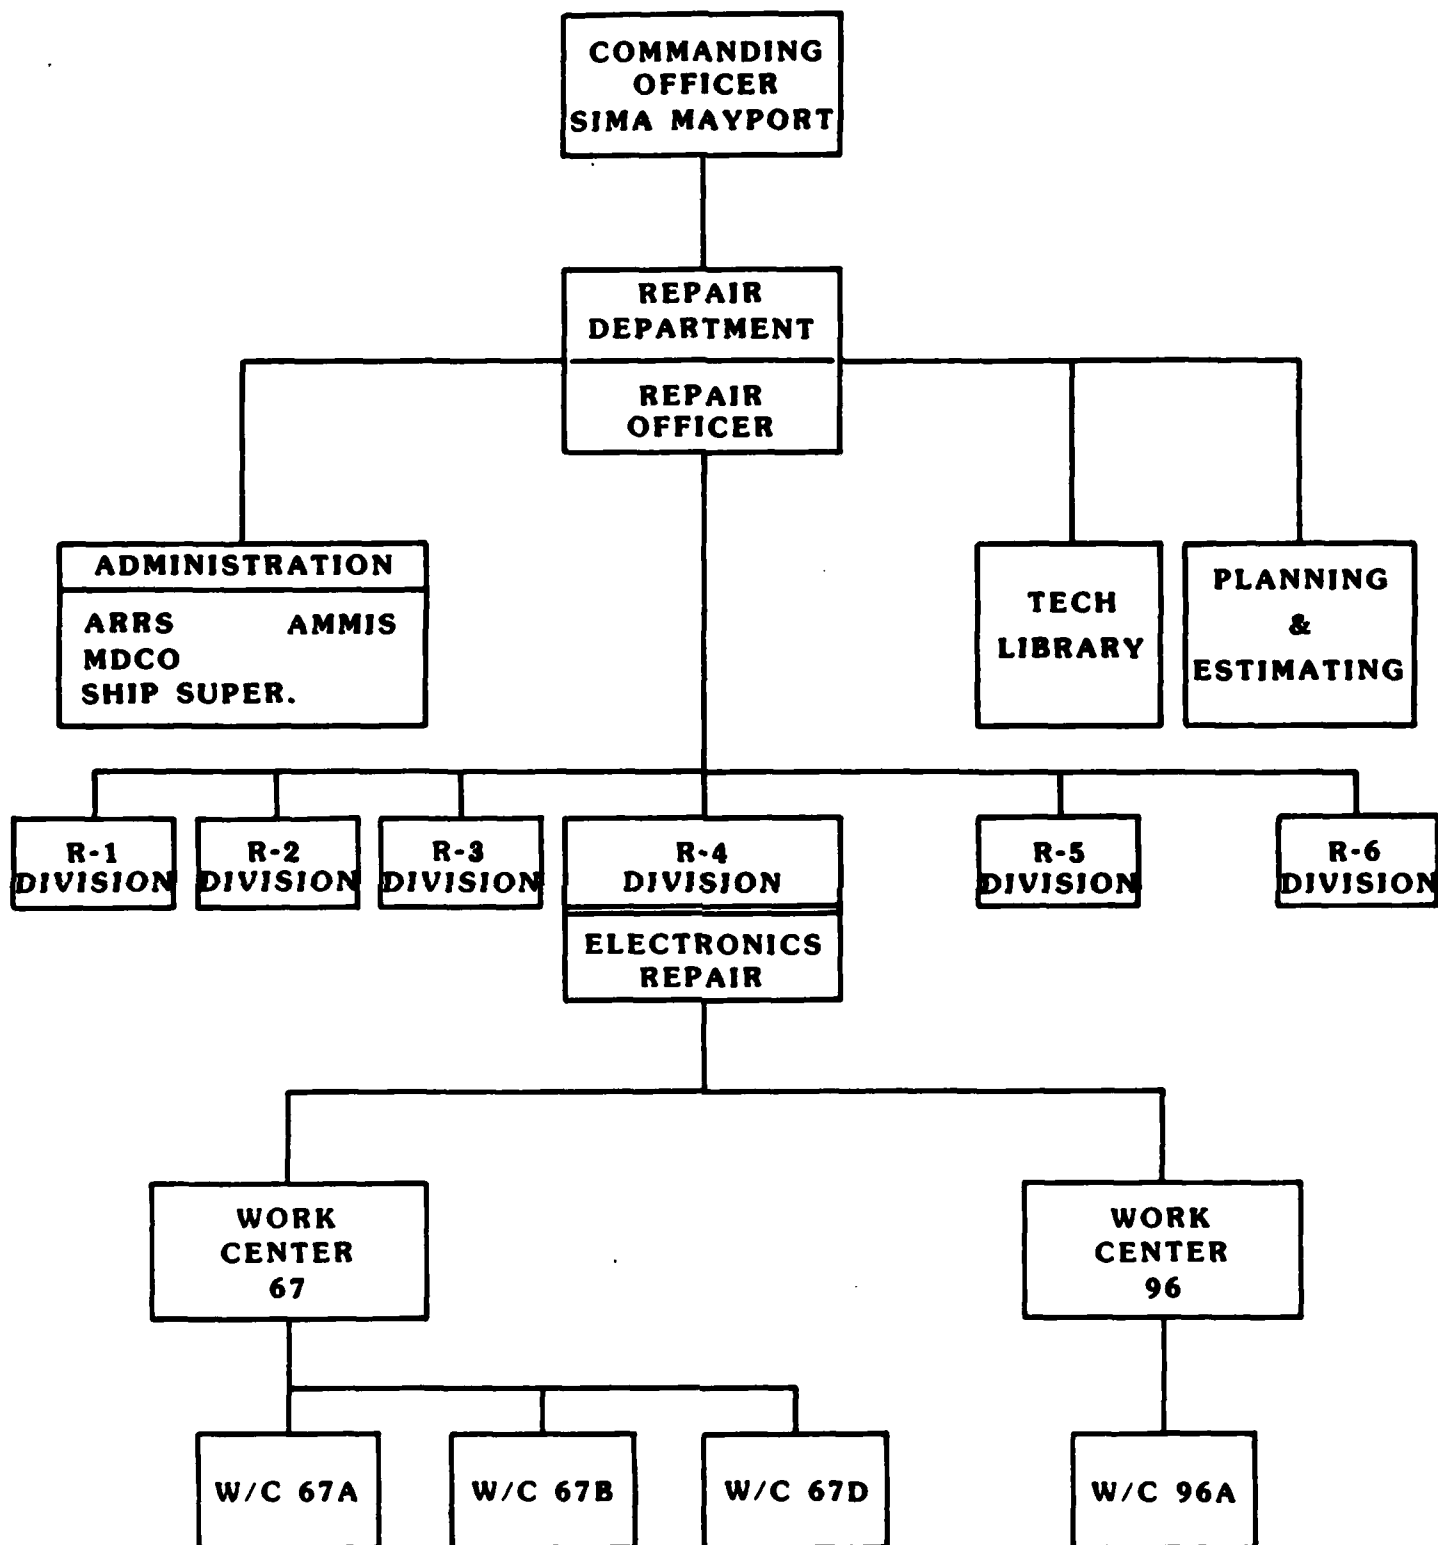 COMMANDING
OFFICER
SIMA MAYPORT
REPAIR
DEPARTMENT
REPAIR
OFFICER
ADMINISTRATION
ARRS AMMIS
MDCO
SHIP SUPER.
TECH
LIBRARY
PLANNING
&
ESTIMATING
R-1
DIVISION
R-2
DIVISION
R-3
DIVISION
R-4
DIVISION
ELECTRONICS
REPAIR
R-5
DIVISION
R-6
DIVISION
WORK
CENTER
67
WORK
CENTER
96
W/C 67A
W/C 67B
W/C 67D
W/C 96A